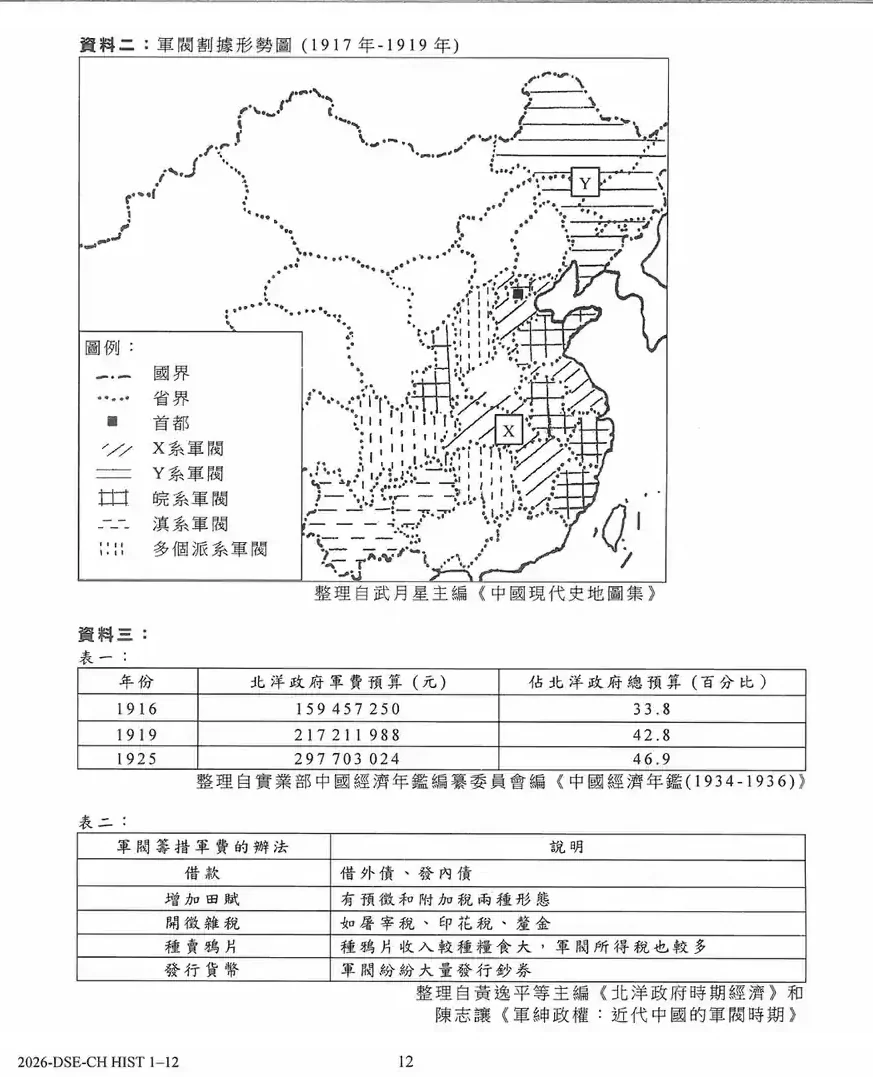 資料二：軍閥割據形勢圖 (1917 年-1919 年)
Y
X
圖例：
國界
省界
首都
X系軍閥
Y系軍閥
皖系軍閥
滇系軍閥
多個派系軍閥
整理自武月星主編《中國現代史地圖集》
資料三：
表一：
年份 北洋政府軍費預算 (元) 佔北洋政府總預算 (百分比)
1916 159 457 250 33.8
1919 217 211 988 42.8
1925 297 703 024 46.9
整理自實業部中國經濟年鑑編纂委員會編《中國經濟年鑑(1934-1936)》
表二：
軍閥籌措軍費的辦法 說明
借款 借外債、發內債
增加田賦 有預徵和附加稅兩種形態
開徵雜稅 如屠宰稅、印花稅、釐金
種賣鴉片 種鴉片收入較種糧食大，軍閥所得稅也較多
發行貨幣 軍閥紛紛大量發行鈔券
整理自黃逸平等主編《北洋政府時期經濟》和
陳志讓《軍紳政權：近代中國的軍閥時期》
2026-DSE-CH HIST 1–12 12